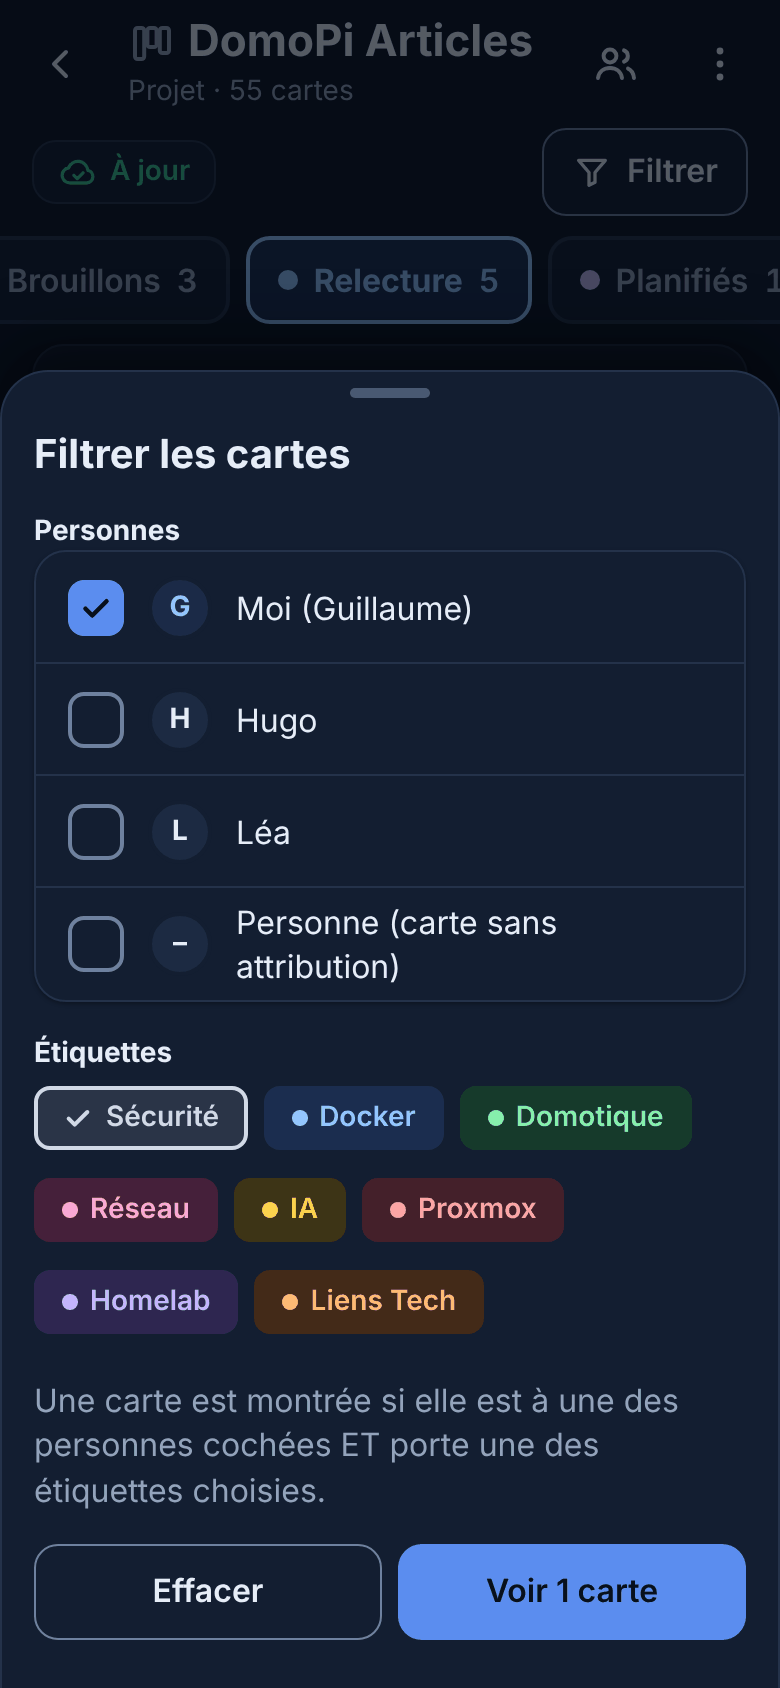 DomoPi Articles
Projet · 55 cartes
À jour
Filtrer
Brouillons 3
Relecture 5
Planifiés 1
Filtrer les cartes
Personnes
G Moi (Guillaume)
H Hugo
L Léa
– Personne (carte sans
attribution)
Étiquettes
Sécurité
Docker
Domotique
Réseau
IA
Proxmox
Homelab
Liens Tech
Une carte est montrée si elle est à une des
personnes cochées ET porte une des
étiquettes choisies.
Effacer
Voir 1 carte